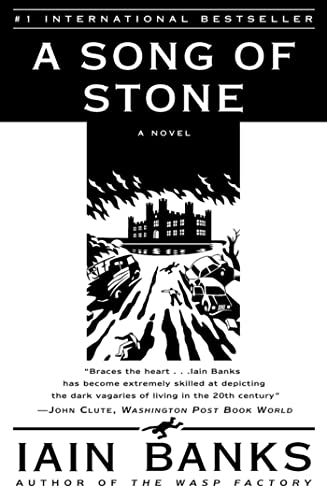 #1 INTERNATIONAL BESTSELLER
A SONG OF
STONE
A NOVEL
"Braces the heart . . .Iain Banks
has become extremely skilled at depicting
the dark vagaries of living in the 20th century"
—JOHN CLUTE, WASHINGTON POST BOOK WORLD
IAIN BANKS
AUTHOR OF THE WASP FACTORY